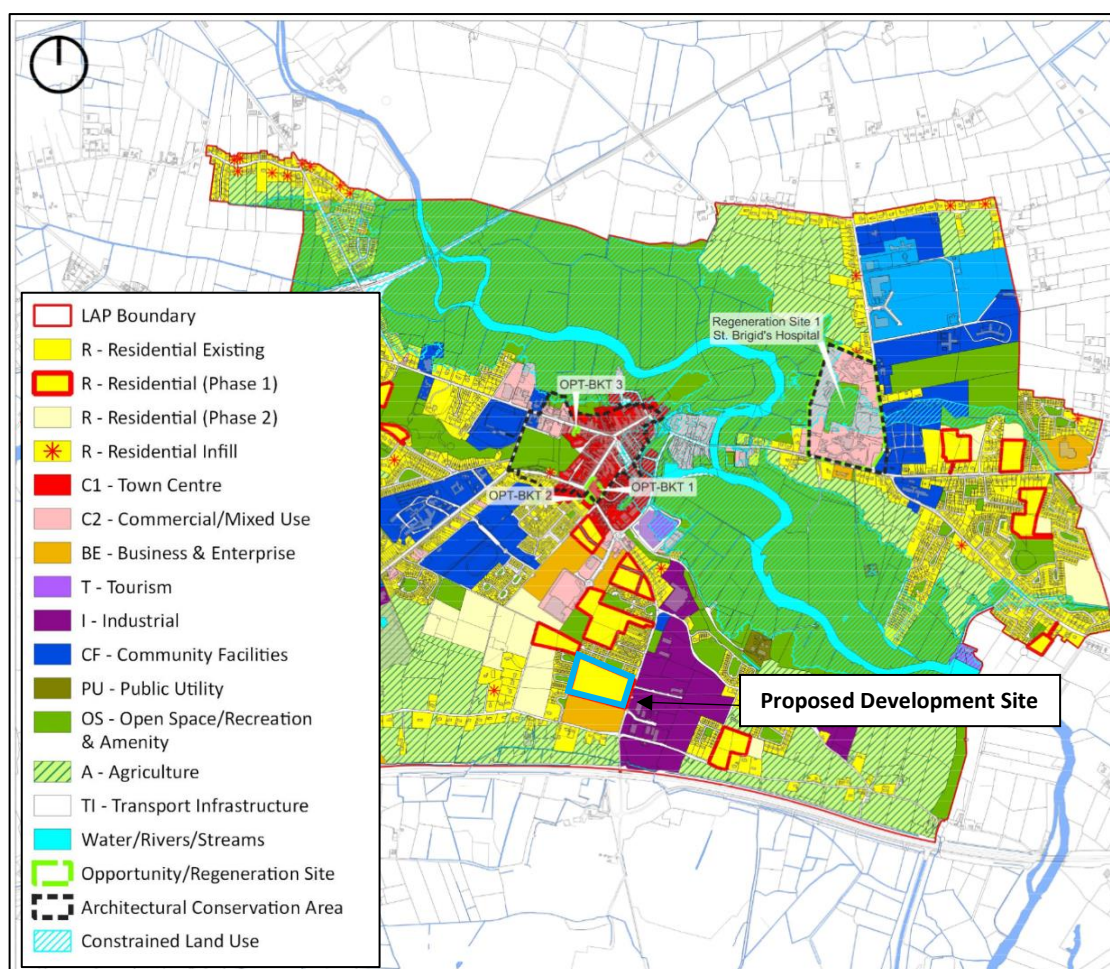 Regeneration Site 1
St. Brigid's Hospital
OPT-BKT 3
OPT-BKT 2
OPT-BKT 1
LAP Boundary
R - Residential Existing
R - Residential (Phase 1)
R - Residential (Phase 2)
R - Residential Infill
C1 - Town Centre
C2 - Commercial/Mixed Use
BE - Business & Enterprise
T - Tourism
I - Industrial
CF - Community Facilities
PU - Public Utility
OS - Open Space/Recreation
& Amenity
A - Agriculture
TI - Transport Infrastructure
Water/Rivers/Streams
Opportunity/Regeneration Site
Architectural Conservation Area
Constrained Land Use
Proposed Development Site